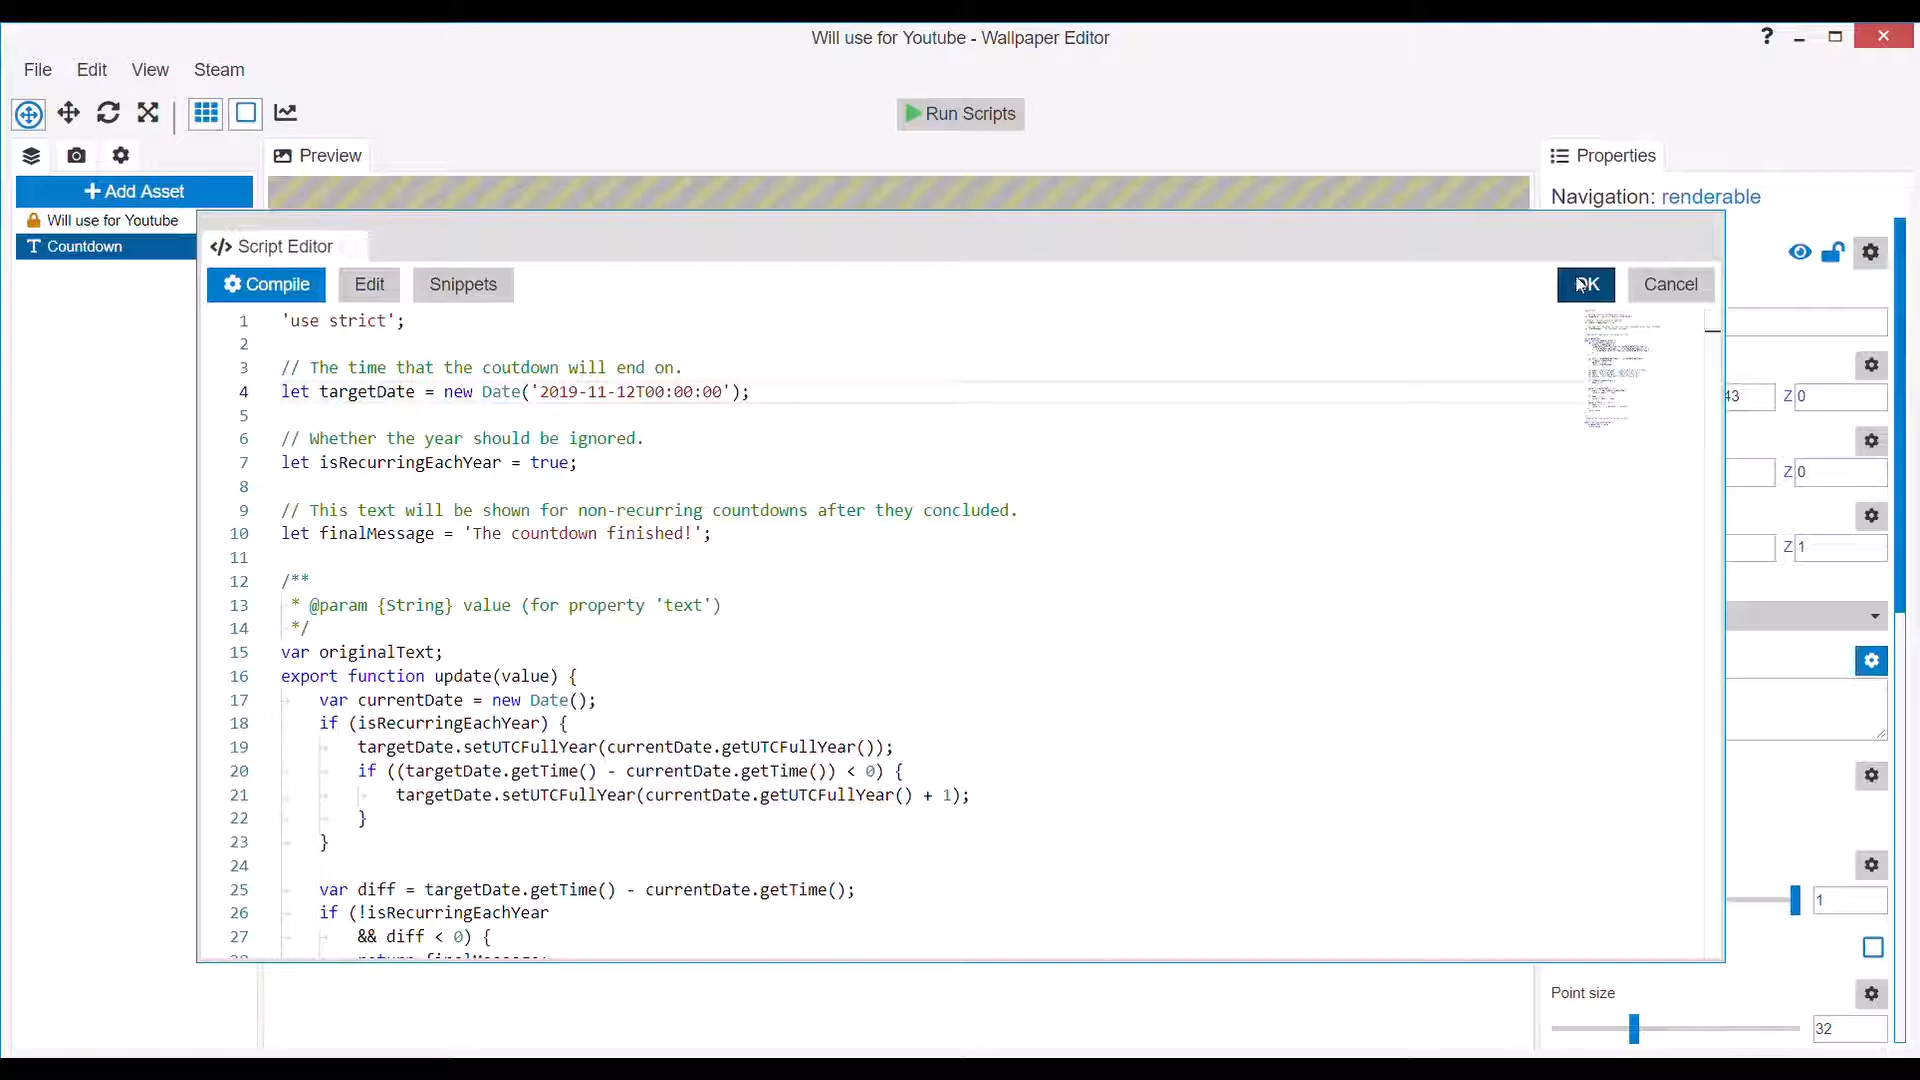 Will use for Youtube - Wallpaper Editor
?
File Edit View Steam
Run Scripts
Preview
Properties
Add Asset
Navigation: renderable
Will use for Youtube
Countdown
</> Script Editor
Compile Edit Snippets
OK Cancel
1 'use strict';
2
3 // The time that the coutdown will end on.
4 let targetDate = new Date('2019-11-12T00:00:00');
5
6 // Whether the year should be ignored.
7 let isRecurringEachYear = true;
8
9 // This text will be shown for non-recurring countdowns after they concluded.
10 let finalMessage = 'The countdown finished!';
11
12 /**
13 * @param {String} value (for property 'text')
14 */
15 var originalText;
16 export function update(value) {
17 var currentDate = new Date();
18 if (isRecurringEachYear) {
19 targetDate.setUTCFullYear(currentDate.getUTCFullYear());
20 if ((targetDate.getTime() - currentDate.getTime()) < 0) {
21 targetDate.setUTCFullYear(currentDate.getUTCFullYear() + 1);
22 }
23 }
24
25 var diff = targetDate.getTime() - currentDate.getTime();
26 if (!isRecurringEachYear
27 && diff < 0) {
28 return finalMessage;
43 Z 0
Z 0
Z 1
1
Point size
32